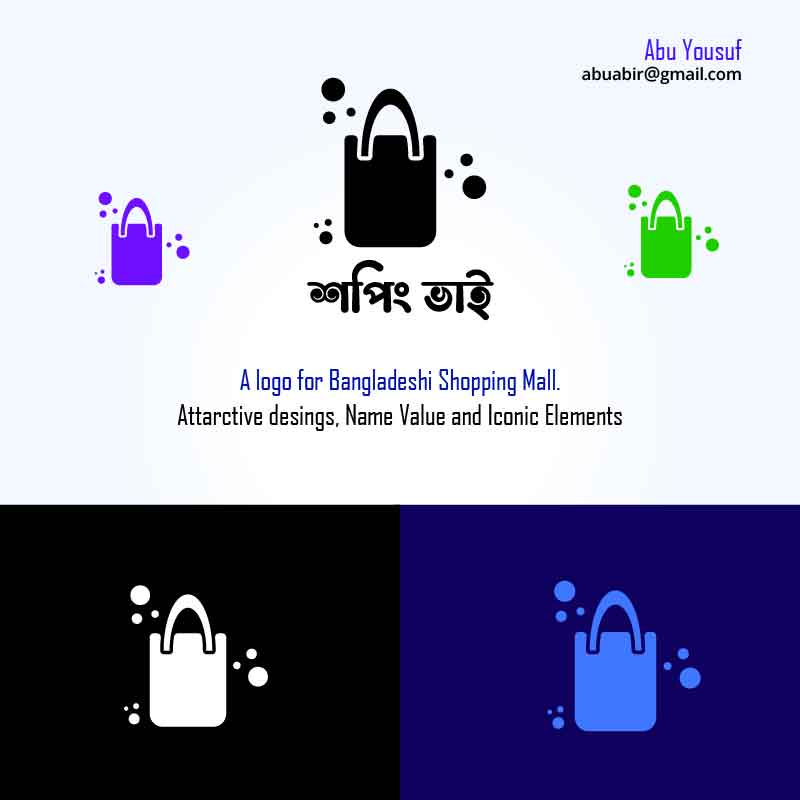 Abu Yousuf
abuabir@gmail.com
শপিং ভাই
A logo for Bangladeshi Shopping Mall.
Attarctive desings, Name Value and Iconic Elements